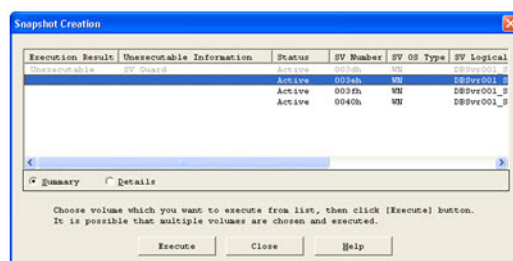 Snapshot Creation
Execution Result Unexecutable Information Status SV Number SV OS Type SV Logical
Unexecutable SV Guard Active 003dh WN DBSvr001_S
Active 003eh WN DBSvr001_S
Active 003fh WN DBSvr001_S
Active 0040h WN DBSvr001_S
Summary Details
Choose volume which you want to execute from list, then click [Execute] button.
It is possible that multiple volumes are chosen and executed.
Execute Close Help